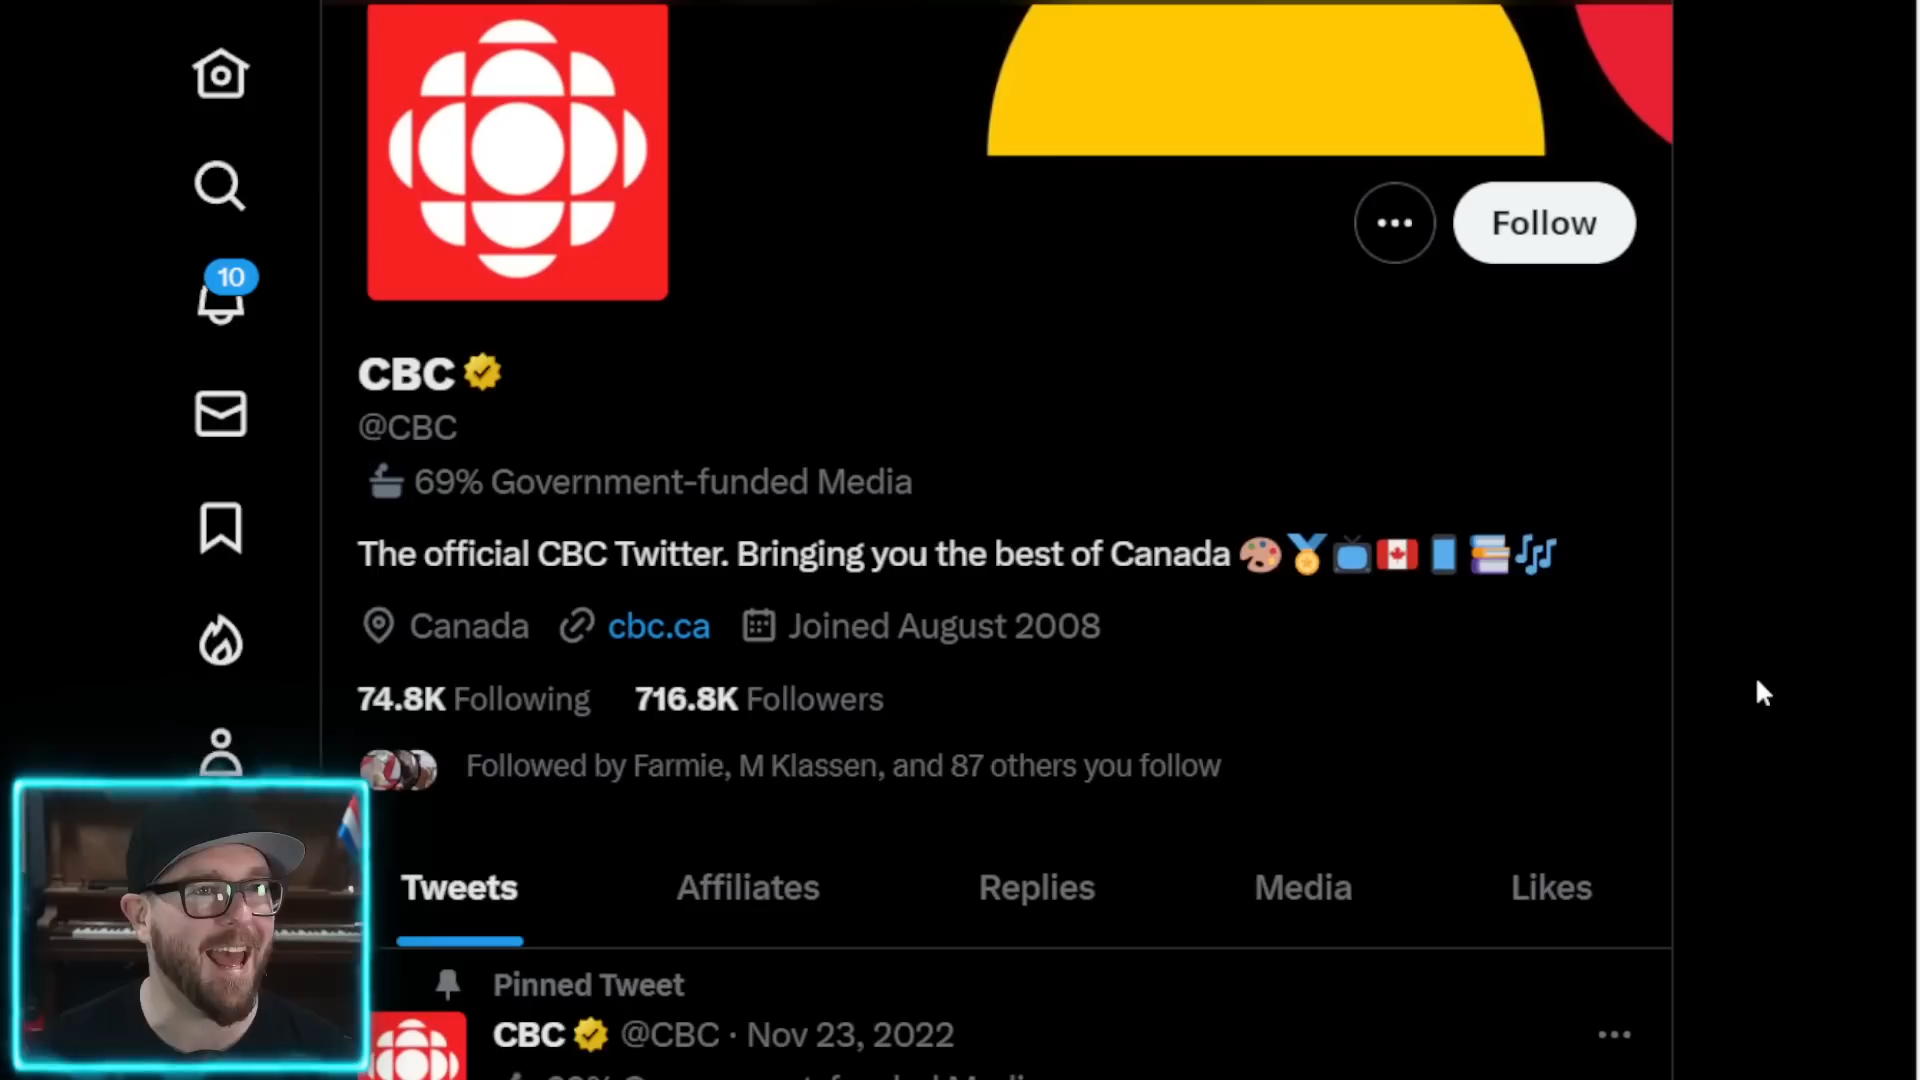 Follow
10
CBC
@CBC
69% Government-funded Media
The official CBC Twitter. Bringing you the best of Canada
Canada cbc.ca Joined August 2008
74.8K Following 716.8K Followers
Followed by Farmie, M Klassen, and 87 others you follow
Tweets Affiliates Replies Media Likes
Pinned Tweet
CBC @CBC · Nov 23, 2022